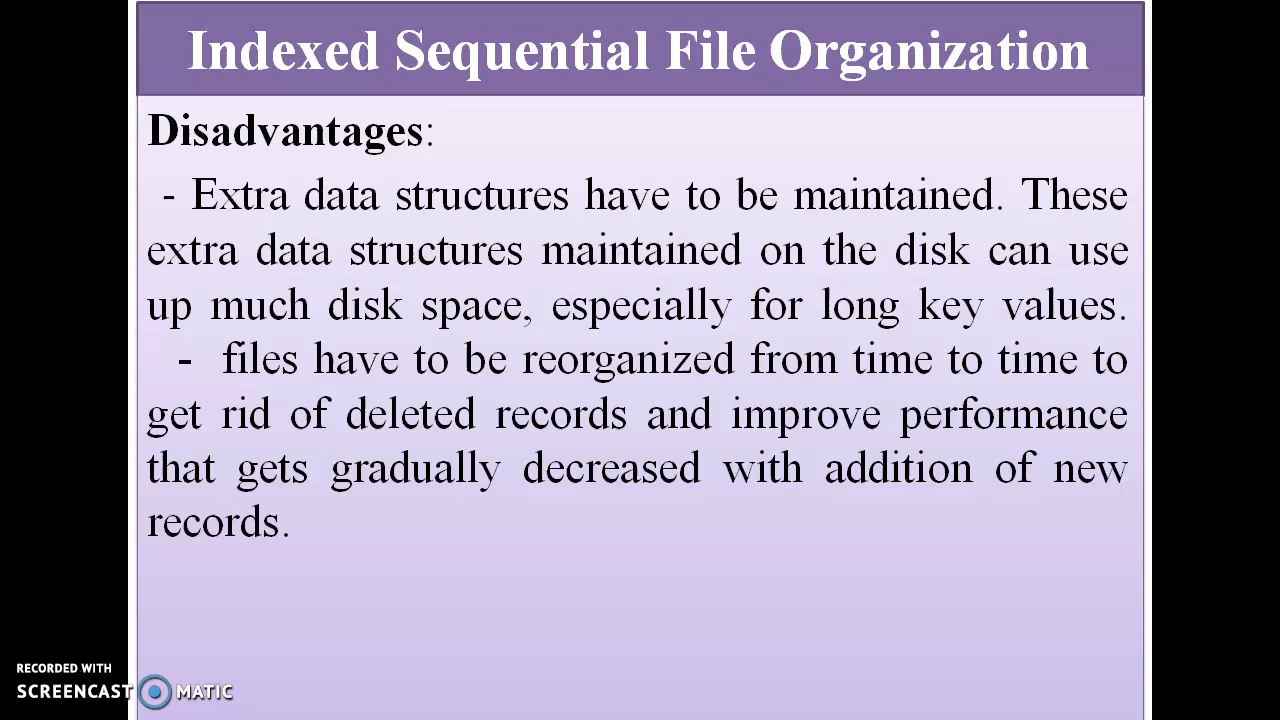 Indexed Sequential File Organization
Disadvantages:
- Extra data structures have to be maintained. These
extra data structures maintained on the disk can use
up much disk space, especially for long key values.
- files have to be reorganized from time to time to
get rid of deleted records and improve performance
that gets gradually decreased with addition of new
records.
RECORDED WITH
SCREENCAST MATIC